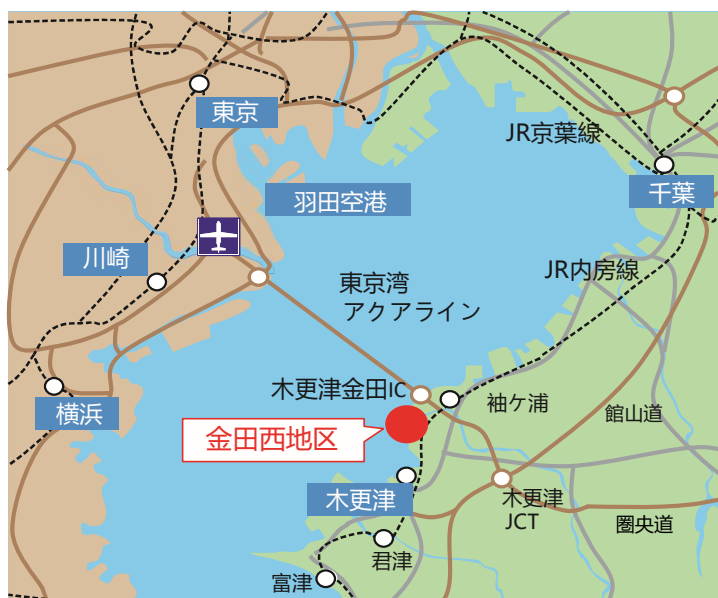 東京
JR京葉線
千葉
羽田空港
川崎
JR内房線
東京湾
アクアライン
木更津金田IC
袖ケ浦
横浜
館山道
金田西地区
木更津
木更津
JCT
圏央道
君津
富津